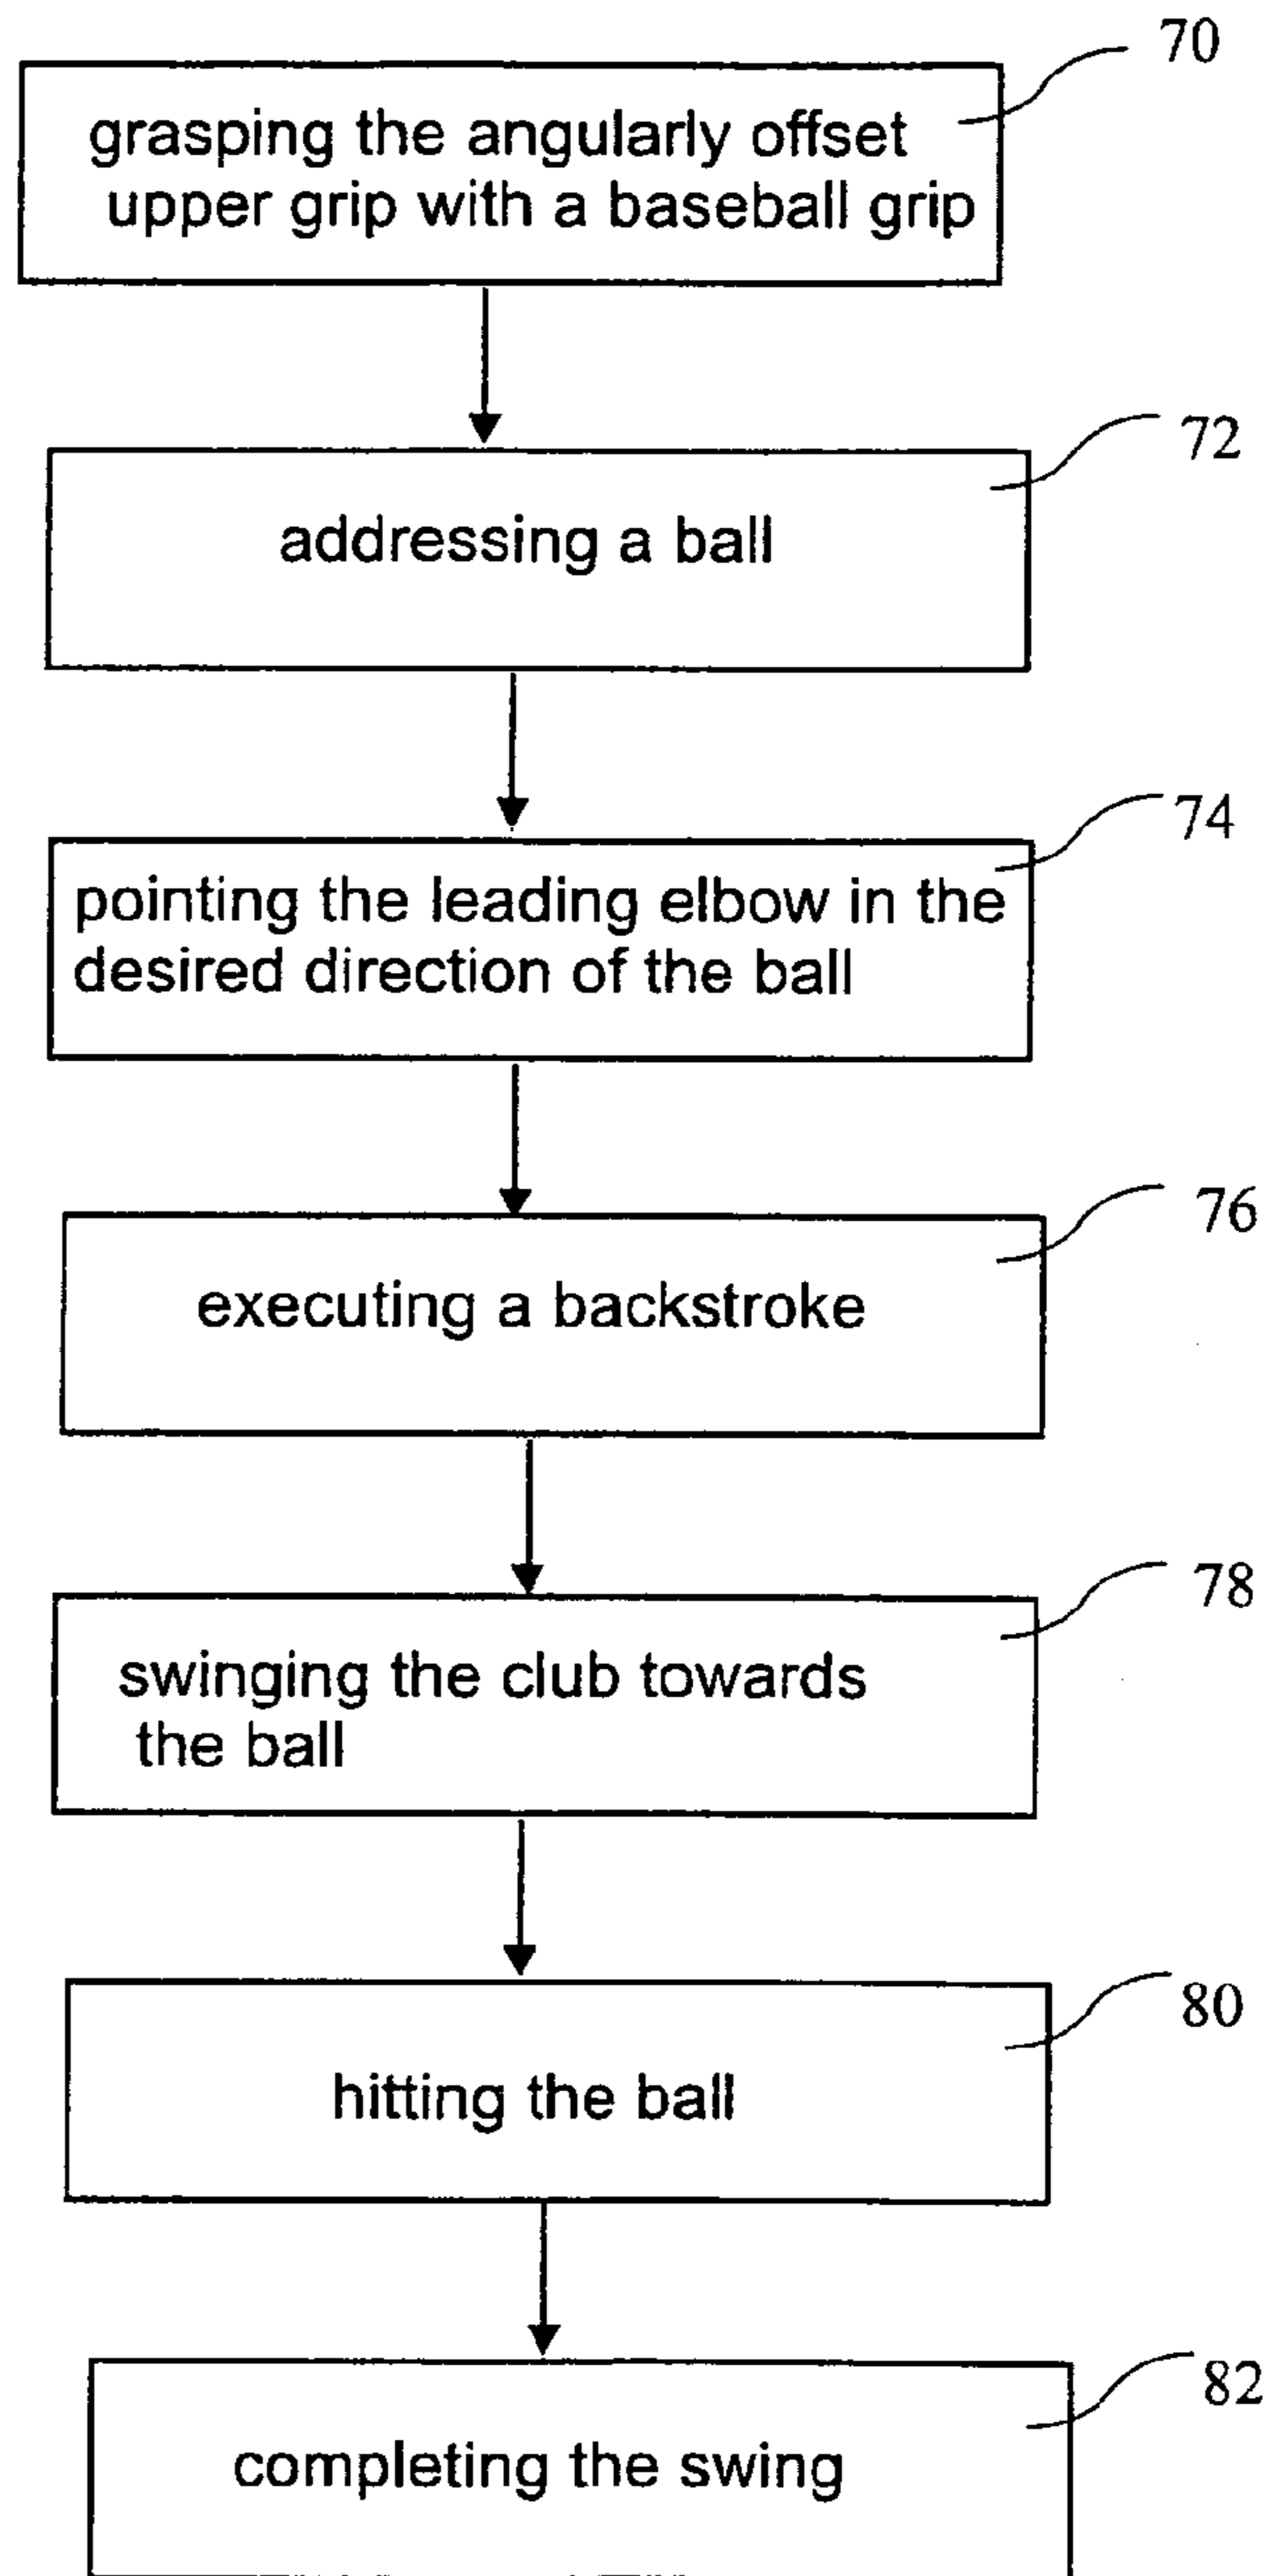 70
grasping the angularly offset
upper grip with a baseball grip
72
addressing a ball
74
pointing the leading elbow in the
desired direction of the ball
76
executing a backstroke
78
swinging the club towards
the ball
80
hitting the ball
82
completing the swing